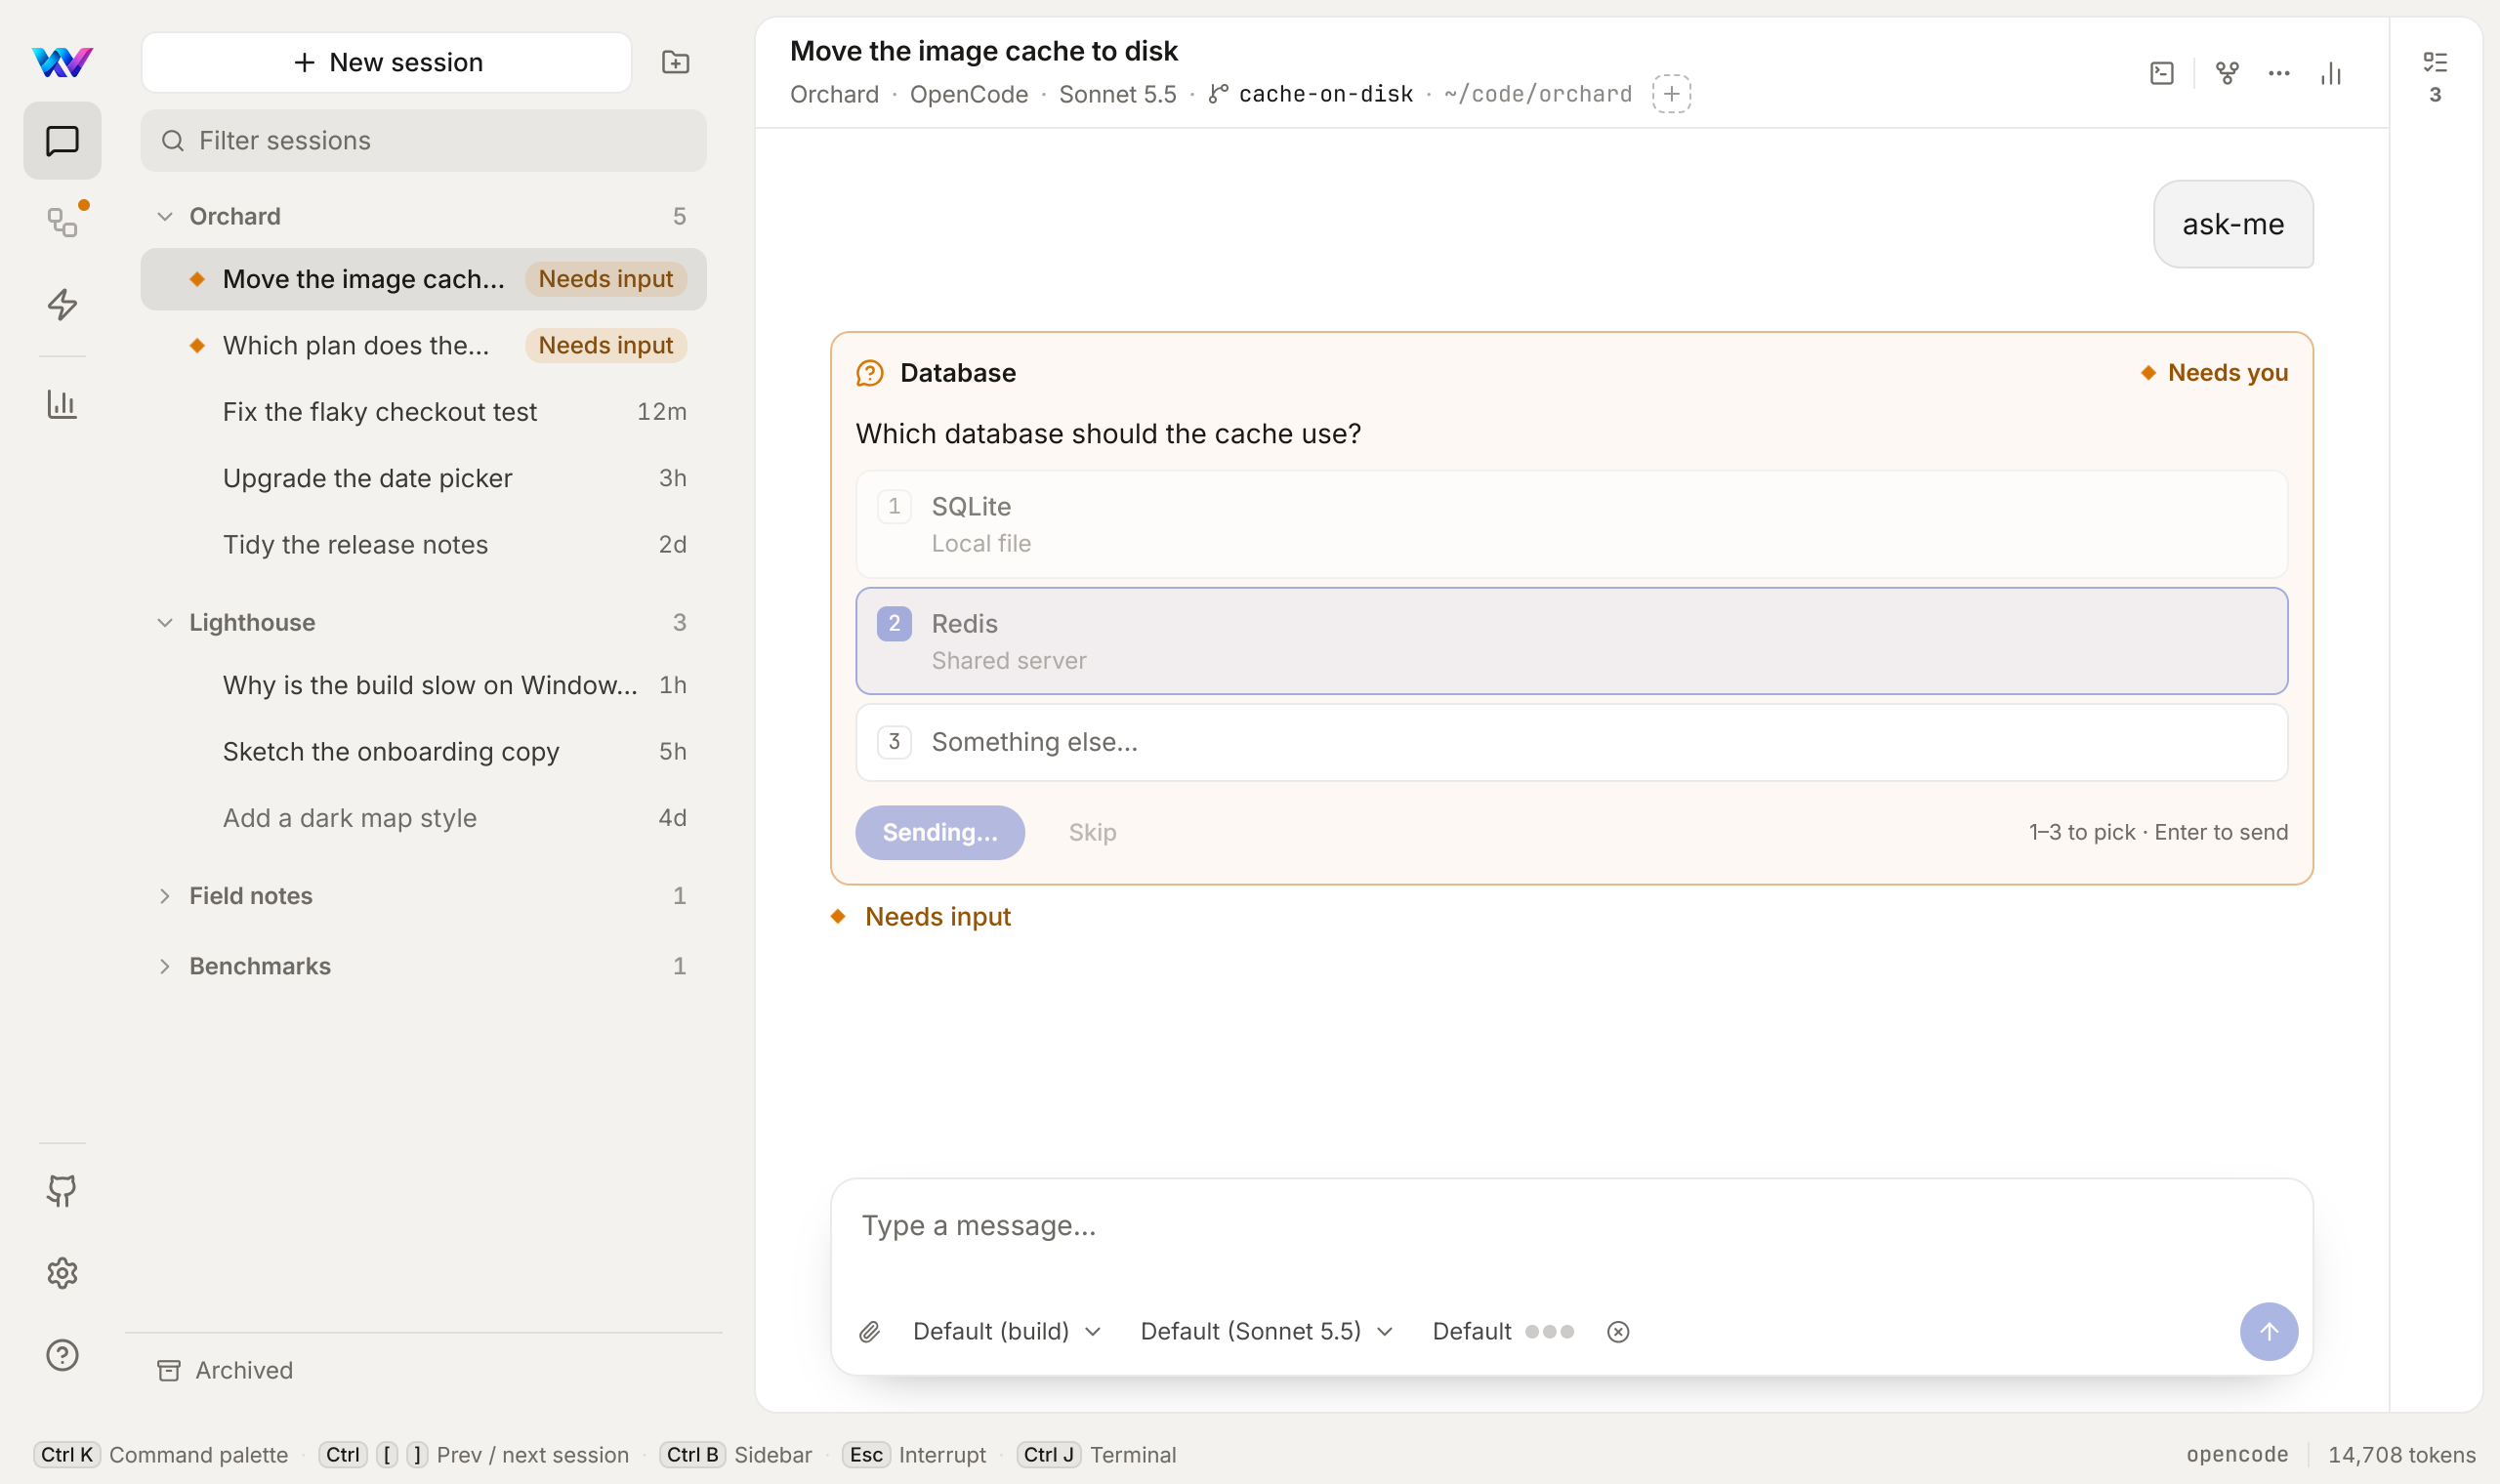 New session
Filter sessions
Orchard 5
Move the image cach... Needs input
Which plan does the... Needs input
Fix the flaky checkout test 12m
Upgrade the date picker 3h
Tidy the release notes 2d
Lighthouse 3
Why is the build slow on Window... 1h
Sketch the onboarding copy 5h
Add a dark map style 4d
Field notes 1
Benchmarks 1
Archived
Move the image cache to disk
Orchard · OpenCode · Sonnet 5.5 · cache-on-disk · ~/code/orchard
3
ask-me
Database Needs you
Which database should the cache use?
1 SQLite
Local file
2 Redis
Shared server
3 Something else...
Sending... Skip 1–3 to pick · Enter to send
Needs input
Type a message...
Default (build) Default (Sonnet 5.5) Default
Ctrl K Command palette · Ctrl [ ] Prev / next session · Ctrl B Sidebar · Esc Interrupt · Ctrl J Terminal
opencode 14,708 tokens